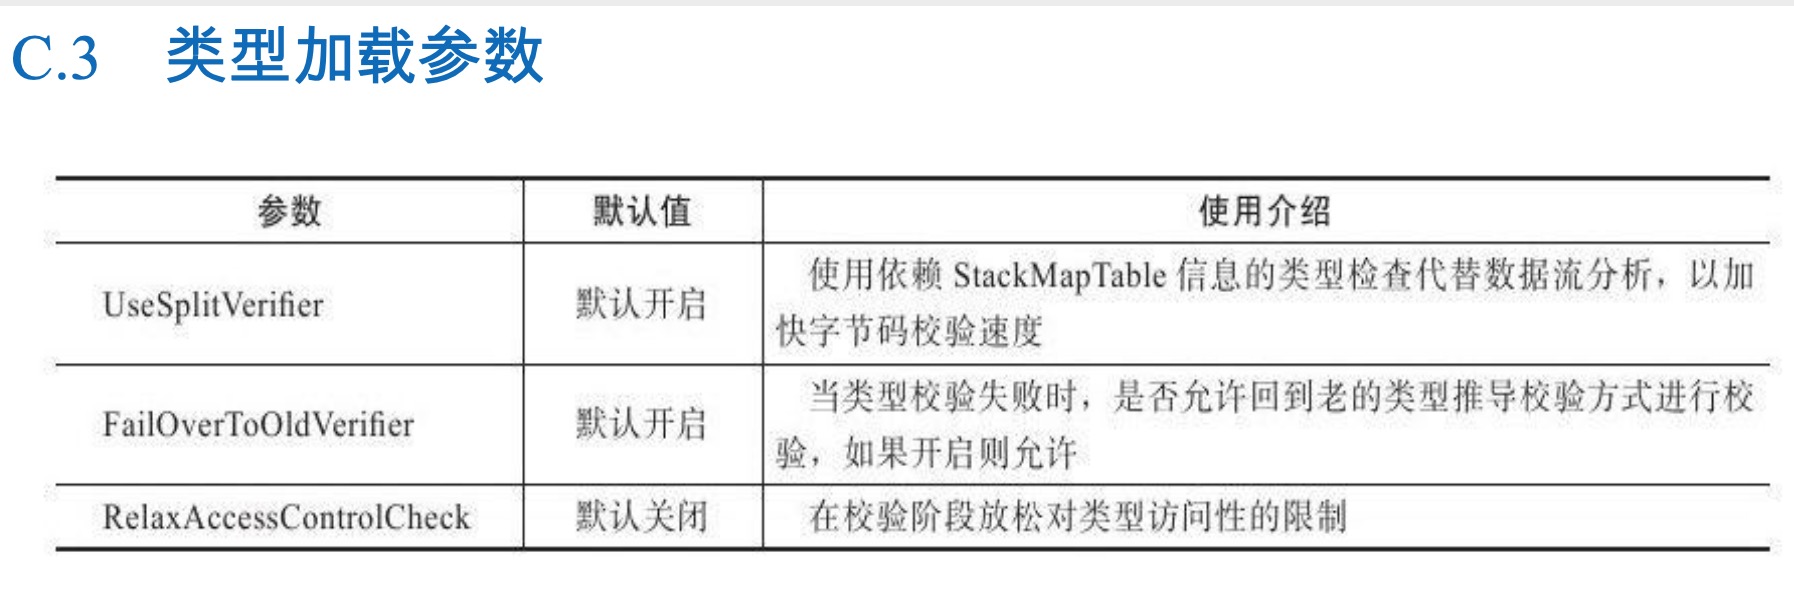 C.3 类型加载参数
参数 默认值 使用介绍
UseSplitVerifier 默认开启 使用依赖 StackMapTable 信息的类型检查代替数据流分析，以加
快字节码校验速度
FailOverToOldVerifier 默认开启 当类型校验失败时，是否允许回到老的类型推导校验方式进行校
验，如果开启则允许
RelaxAccessControlCheck 默认关闭 在校验阶段放松对类型访问性的限制